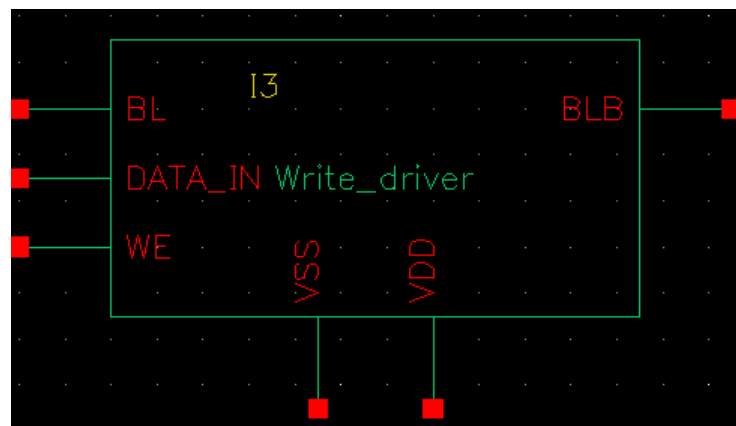 I3
BL BLB
DATA_IN Write_driver
WE
VSS VDD